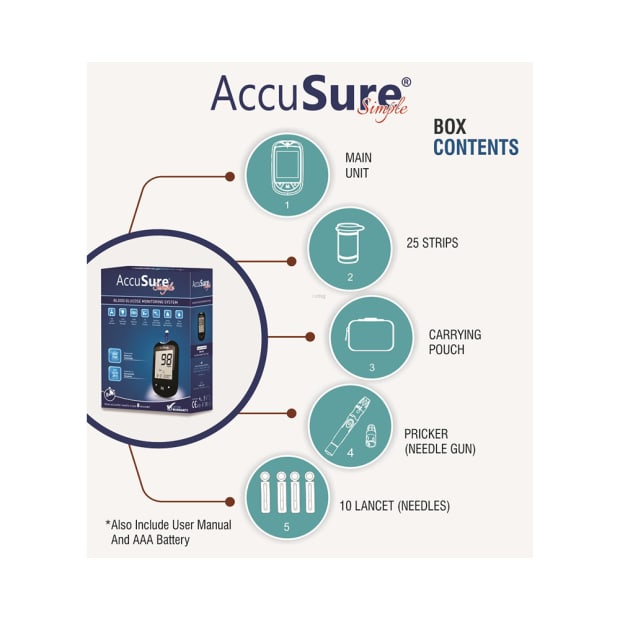 AccuSure®
Simple
BOX
CONTENTS
MAIN
UNIT
1
25 STRIPS
2
AccuSure
Simple
BLOOD GLUCOSE MONITORING SYSTEM
AccuSure
98
CARRYING
POUCH
3
PRICKER
(NEEDLE GUN)
4
10 LANCET (NEEDLES)
5
*Also Include User Manual
And AAA Battery